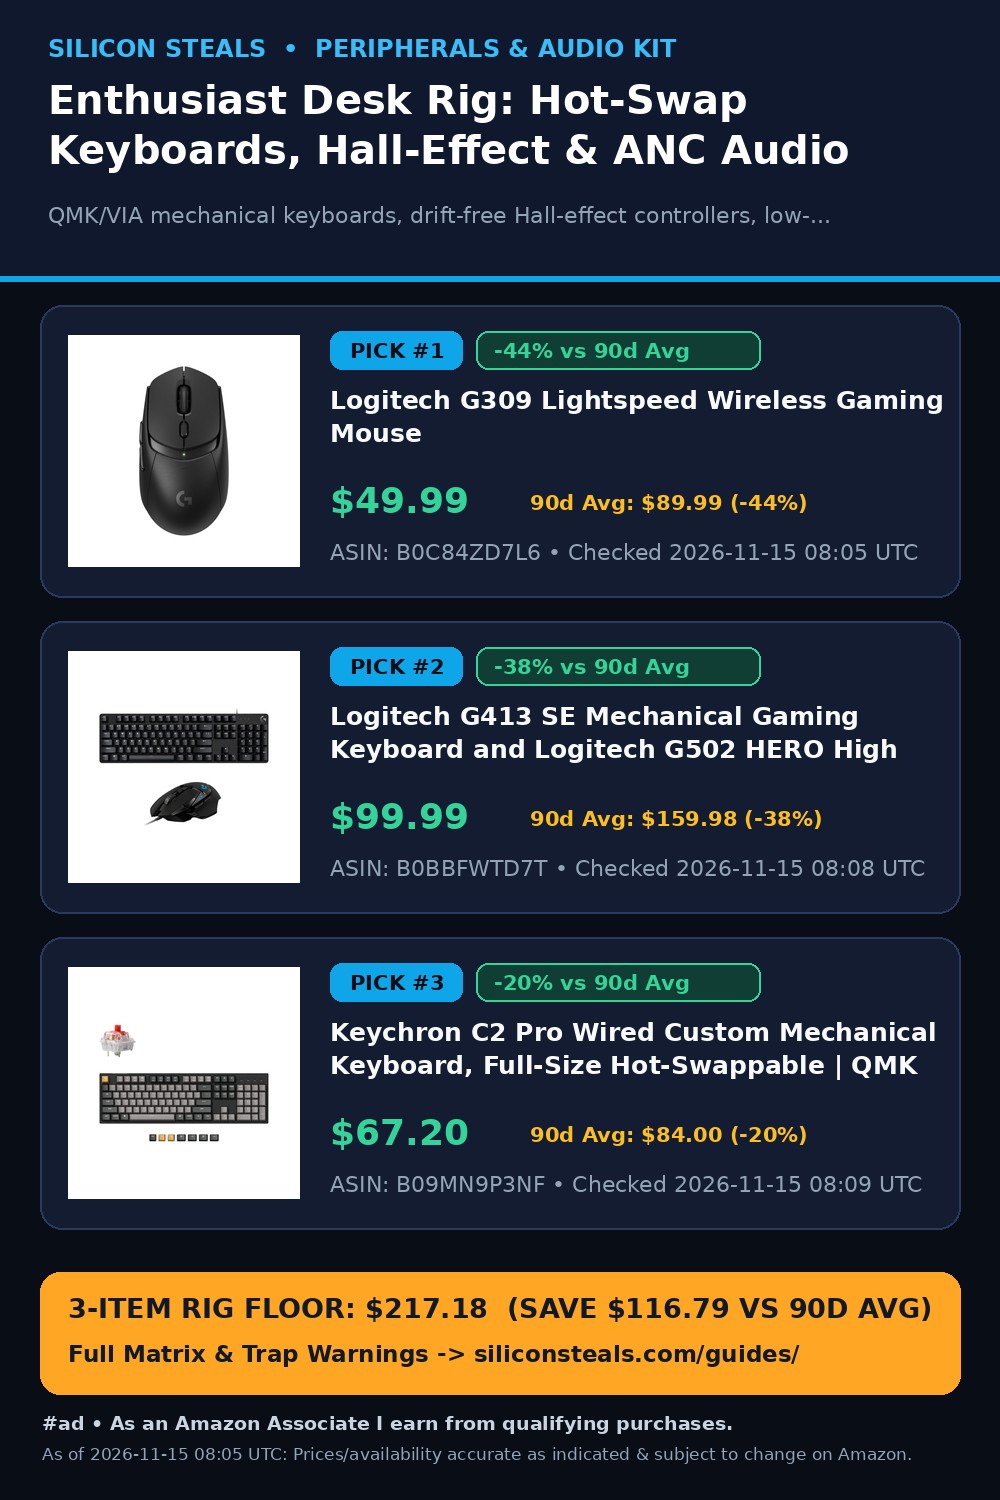 SILICON STEALS • PERIPHERALS & AUDIO KIT
Enthusiast Desk Rig: Hot-Swap
Keyboards, Hall-Effect & ANC Audio
QMK/VIA mechanical keyboards, drift-free Hall-effect controllers, low-...
PICK #1
-44% vs 90d Avg
Logitech G309 Lightspeed Wireless Gaming
Mouse
$49.99
90d Avg: $89.99 (-44%)
ASIN: B0C84ZD7L6 • Checked 2026-11-15 08:05 UTC
PICK #2
-38% vs 90d Avg
Logitech G413 SE Mechanical Gaming
Keyboard and Logitech G502 HERO High
$99.99
90d Avg: $159.98 (-38%)
ASIN: B0BBFWTD7T • Checked 2026-11-15 08:08 UTC
PICK #3
-20% vs 90d Avg
Keychron C2 Pro Wired Custom Mechanical
Keyboard, Full-Size Hot-Swappable | QMK
$67.20
90d Avg: $84.00 (-20%)
ASIN: B09MN9P3NF • Checked 2026-11-15 08:09 UTC
3-ITEM RIG FLOOR: $217.18 (SAVE $116.79 VS 90D AVG)
Full Matrix & Trap Warnings -> siliconsteals.com/guides/
#ad • As an Amazon Associate I earn from qualifying purchases.
As of 2026-11-15 08:05 UTC: Prices/availability accurate as indicated & subject to change on Amazon.